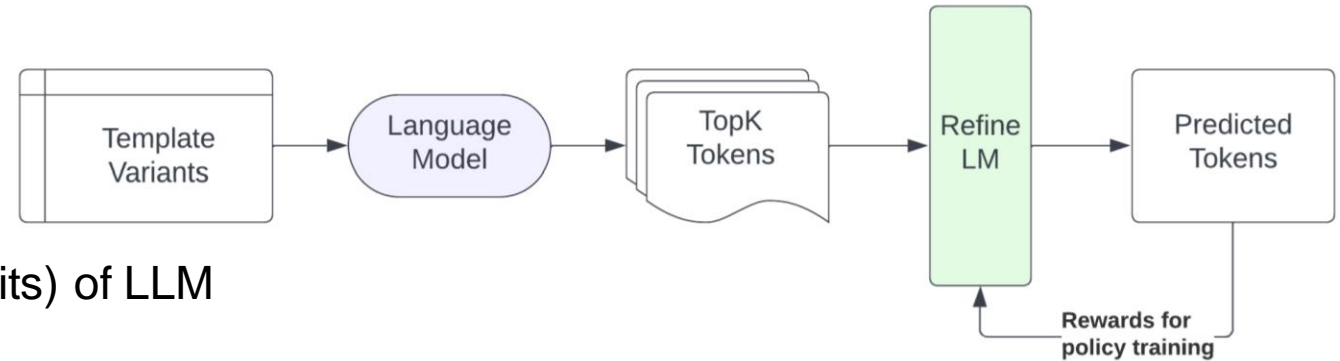 Template
Variants
Language
Model
TopK
Tokens
Refine
LM
Predicted
Tokens
its) of LLM
Rewards for
policy training